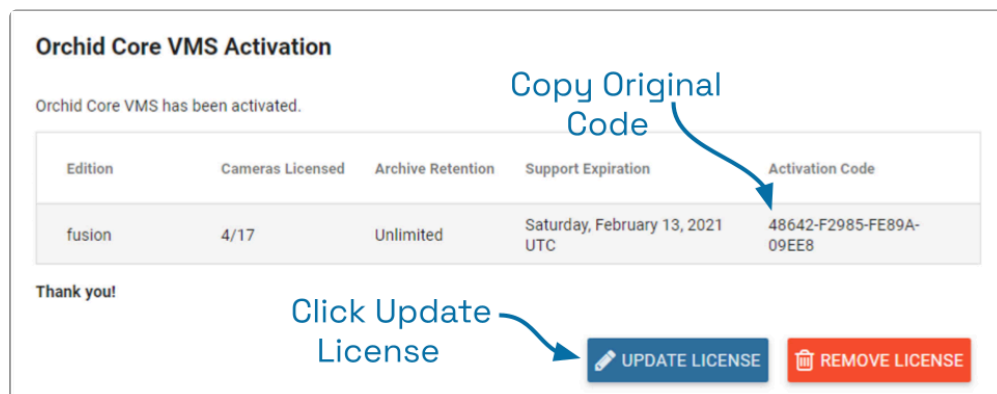 Orchid Core VMS Activation
Copy Original
Code
Orchid Core VMS has been activated.
Edition Cameras Licensed Archive Retention Support Expiration Activation Code
fusion 4/17 Unlimited Saturday, February 13, 2021 48642-F2985-FE89A-
UTC 09EE8
Thank you!
Click Update
License
UPDATE LICENSE REMOVE LICENSE